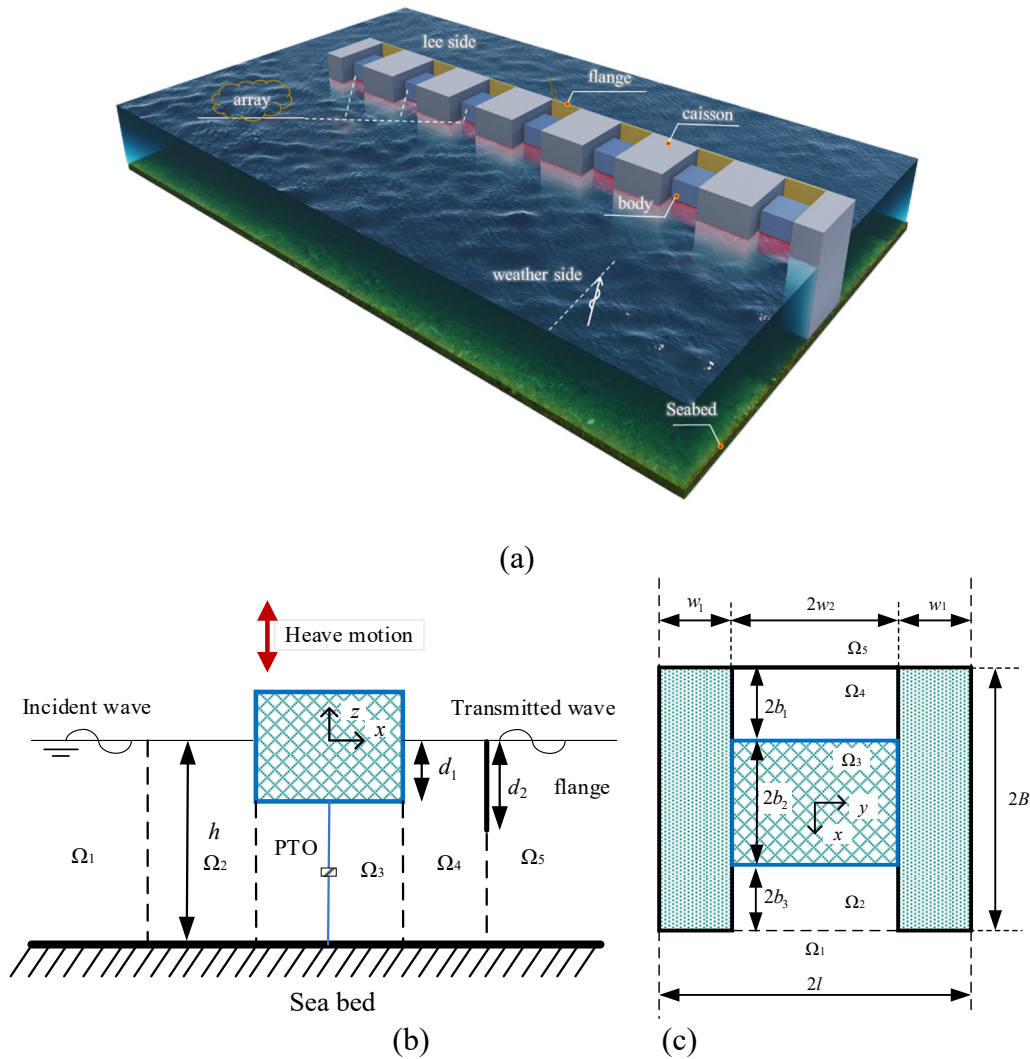 lee side
flange
array
caisson
body
weather side
Seabed
(a)
Heave motion
Incident wave
z
x
Transmitted wave
d₁
d₂
flange
h
PTO
Ω₁
Ω₂
Ω₃
Ω₄
Ω₅
Sea bed
(b)
w₁
2w₂
w₁
Ω₅
2b₁
Ω₄
Ω₃
2b₂
y
x
2B
2b₃
Ω₂
Ω₁
2l
(c)